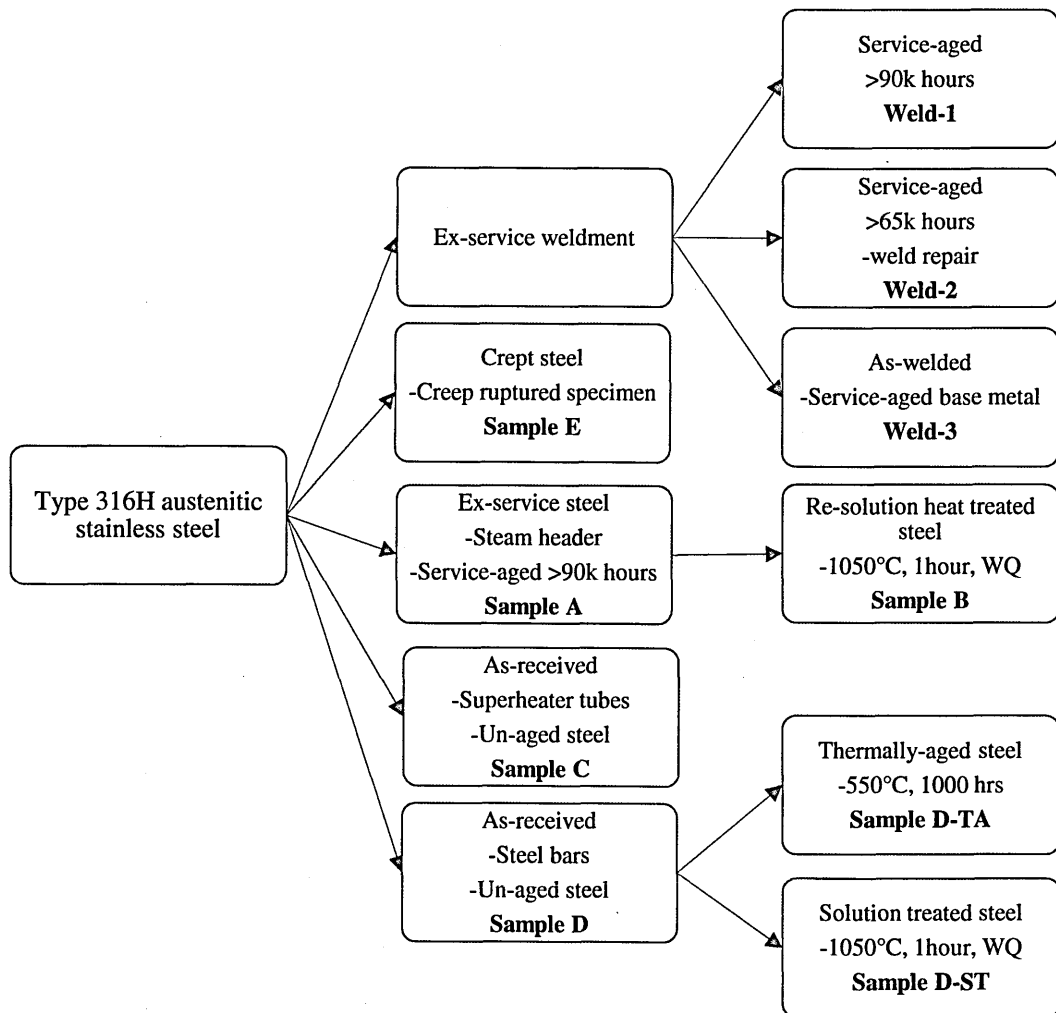 Type 316H austenitic
stainless steel
Ex-service weldment
Service-aged
>90k hours
Weld-1
Service-aged
>65k hours
-weld repair
Weld-2
As-welded
-Service-aged base metal
Weld-3
Crept steel
-Creep ruptured specimen
Sample E
Ex-service steel
-Steam header
-Service-aged >90k hours
Sample A
Re-solution heat treated
steel
-1050°C, 1hour, WQ
Sample B
As-received
-Superheater tubes
-Un-aged steel
Sample C
As-received
-Steel bars
-Un-aged steel
Sample D
Thermally-aged steel
-550°C, 1000 hrs
Sample D-TA
Solution treated steel
-1050°C, 1hour, WQ
Sample D-ST